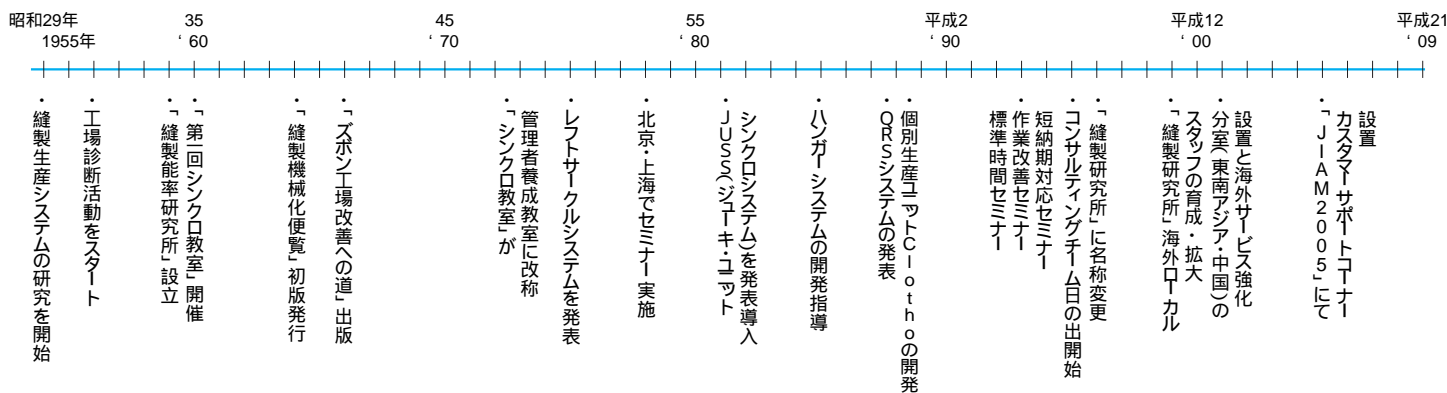 昭和29年
35
45
55
平成2
平成12
平成21
1955年
‘60
‘70
‘80
‘90
‘00
‘09
・縫製生産システムの研究を開始
・工場診断活動をスタート
・「縫製能率研究所」設立
・「第一回シンクロ教室」開催
・「縫製機械化便覧」初版発行
・「ズボン工場改善への道」出版
・「シンクロ教室」が
管理者養成教室に改称
・レフトサークルシステムを発表
・北京・上海でセミナー実施
・JUSS(ジューキ・ユニット
シンクロシステム)を発表導入
・ハンガーシステムの開発指導
・QRSシステムの発表
・個別生産ユニットClothoの開発
標準時間セミナー
・作業改善セミナー
短納期対応セミナー
・コンサルティングチーム日の出開始
・「縫製研究所」に名称変更
・「縫製研究所」海外ローカル
スタッフの育成・拡大
・分室(東南アジア・中国)の
設置と海外サービス強化
・「JIAM2005」にて
カスタマーサポートコーナー
設置